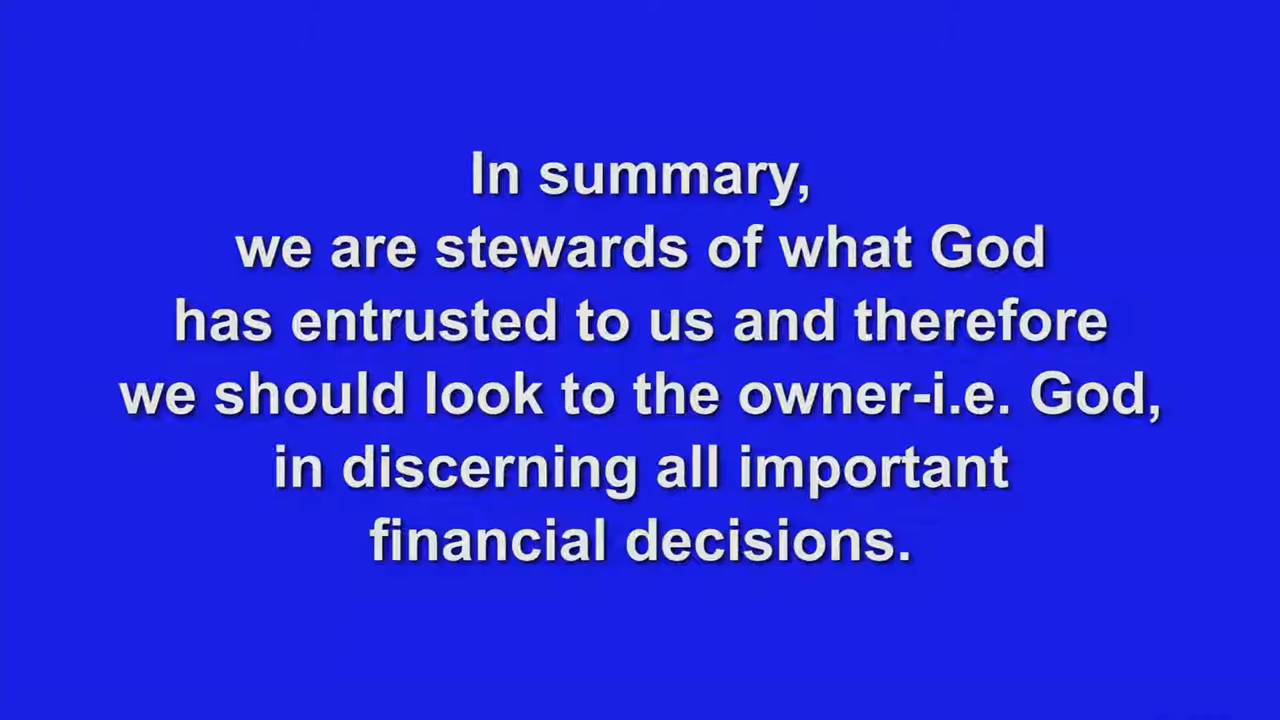 In summary,
we are stewards of what God
has entrusted to us and therefore
we should look to the owner-i.e. God,
in discerning all important
financial decisions.